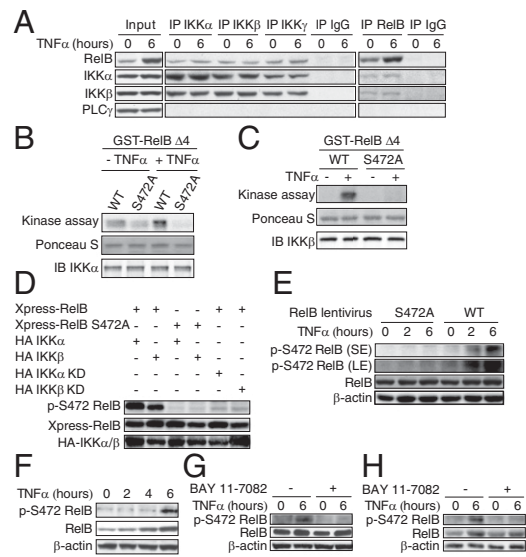 A
Input IP IKKα IP IKKβ IP IKKγ IP IgG IP RelB IP IgG
TNFα (hours) 0 6 0 6 0 6 0 6 0 6 0 6 0 6
RelB
IKKα
IKKβ
PLCγ
B
GST-RelB Δ4
- TNFα + TNFα
WT S472A WT S472A
Kinase assay
Ponceau S
IB IKKα
C
GST-RelB Δ4
WT S472A
TNFα - + - +
Kinase assay
Ponceau S
IB IKKβ
D
Xpress-RelB + + - - + +
Xpress-RelB S472A - - + + - -
HA IKKα + - + - - -
HA IKKβ - + - + - -
HA IKKα KD - - - - + -
HA IKKβ KD - - - - - +
p-S472 RelB
Xpress-RelB
HA-IKKα/β
E
RelB lentivirus S472A WT
TNFα (hours) 0 2 6 0 2 6
p-S472 RelB (SE)
p-S472 RelB (LE)
RelB
β-actin
F
TNFα (hours) 0 2 4 6
p-S472 RelB
RelB
β-actin
G
BAY 11-7082 - +
TNFα (hours) 0 6 0 6
p-S472 RelB
RelB
β-actin
H
BAY 11-7082 - +
TNFα (hours) 0 6 0 6
p-S472 RelB
RelB
β-actin